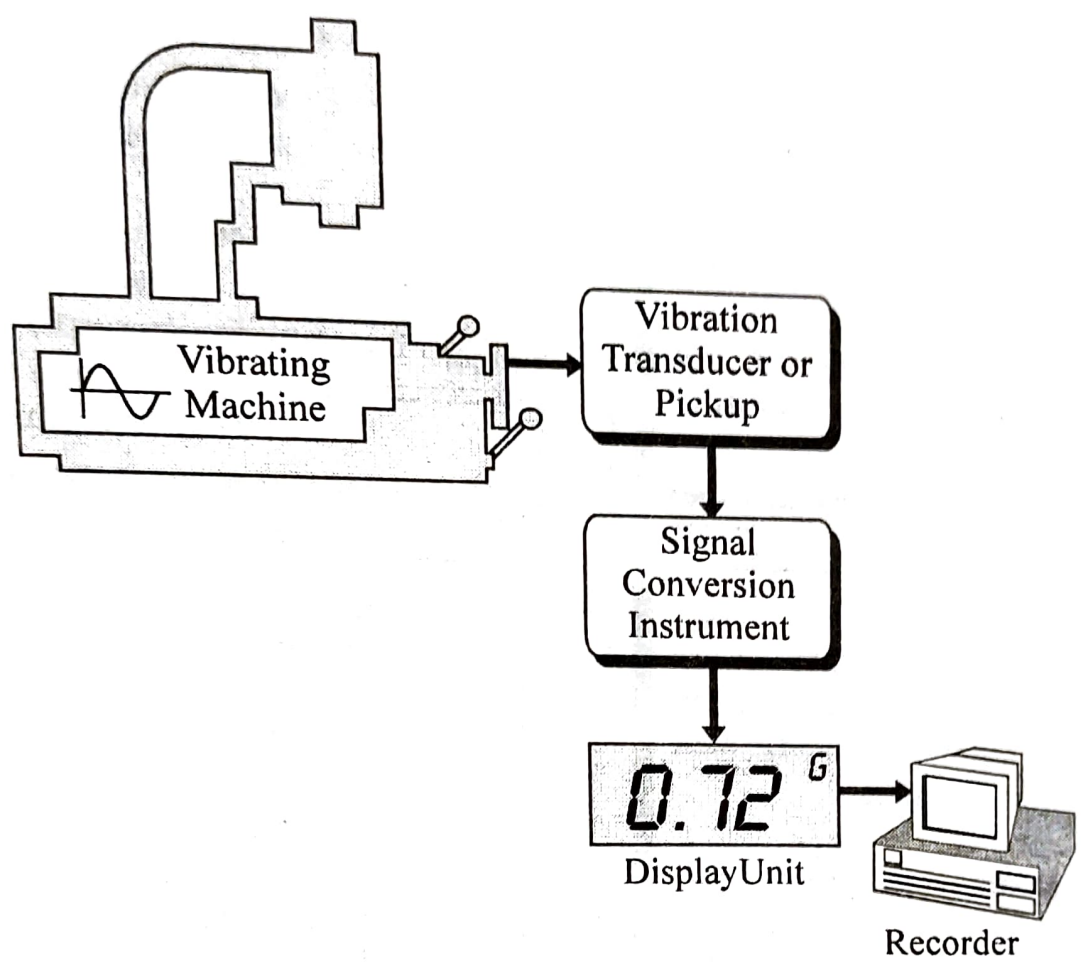 Vibrating
Machine
Vibration
Transducer or
Pickup
Signal
Conversion
Instrument
0.72 G
DisplayUnit
Recorder